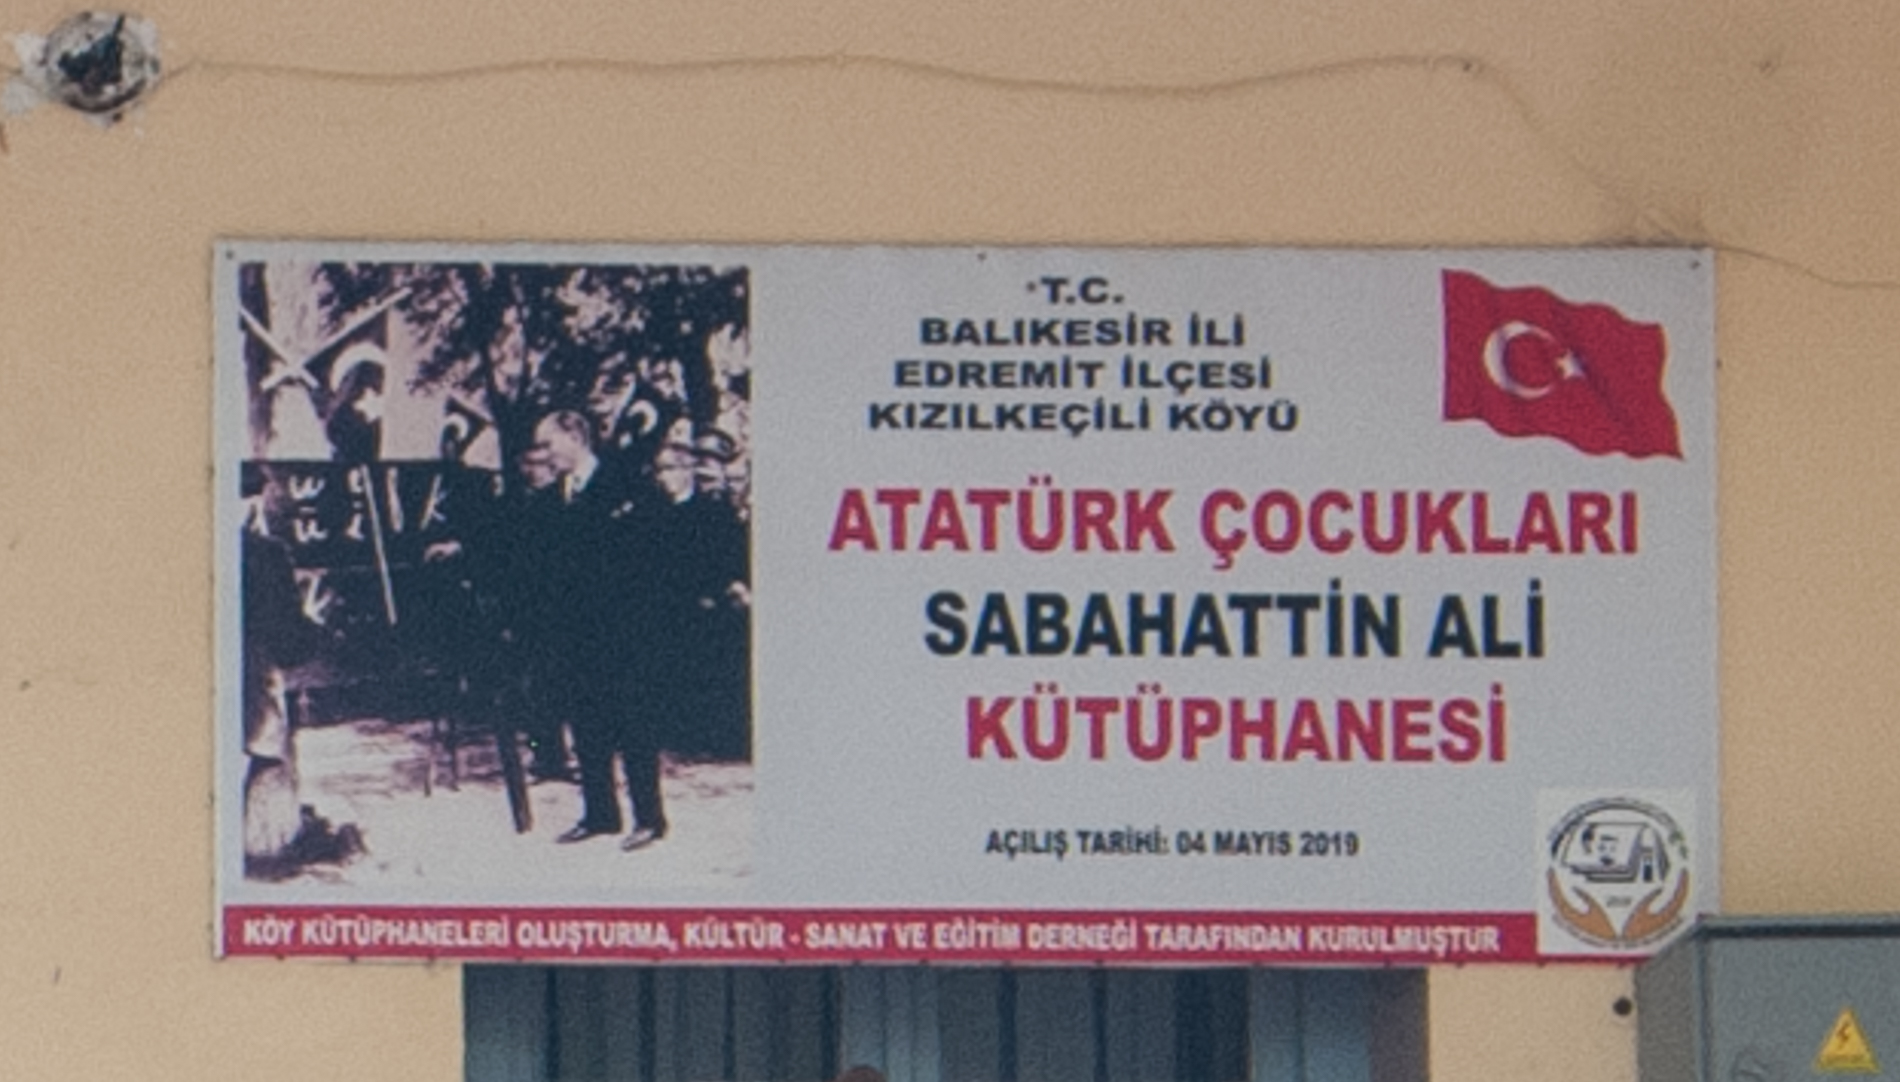 T.C.
BALIKESİR İLİ
EDREMİT İLÇESİ
KIZILKEÇİLİ KÖYÜ
ATATÜRK ÇOCUKLARI
SABAHATTİN ALİ
KÜTÜPHANESİ
AÇILIŞ TARİHİ: 04 MAYIS 2019
KÖY KÜTÜPHANELERİ OLUŞTURMA, KÜLTÜR - SANAT VE EĞİTİM DERNEĞİ TARAFINDAN KURULMUŞTUR